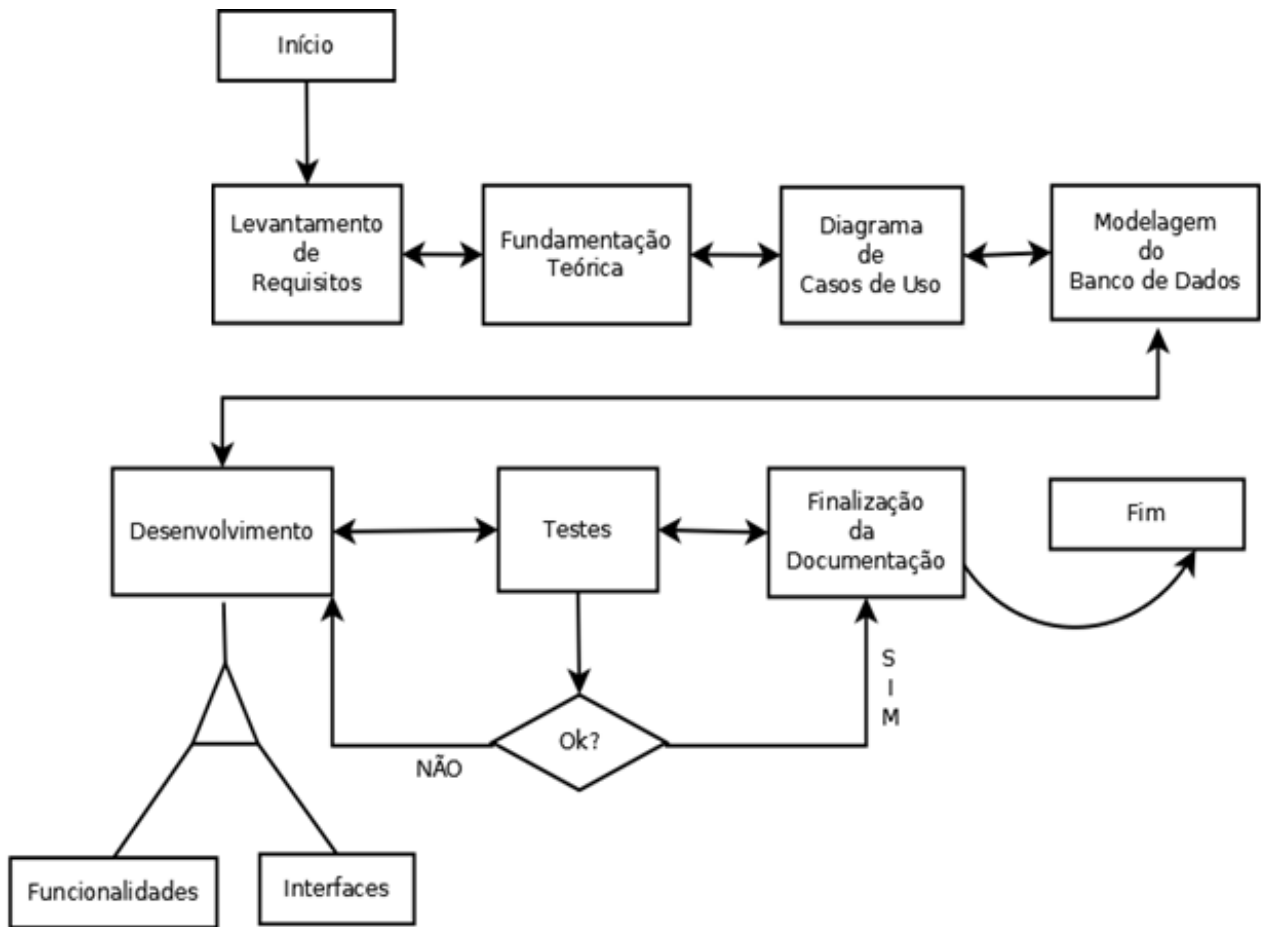 Início
Levantamento
de
Requisitos
Fundamentação
Teórica
Diagrama
de
Casos de Uso
Modelagem
do
Banco de Dados
Desenvolvimento
Testes
Finalização
da
Documentação
Fim
S
I
M
Ok?
NÃO
Funcionalidades
Interfaces